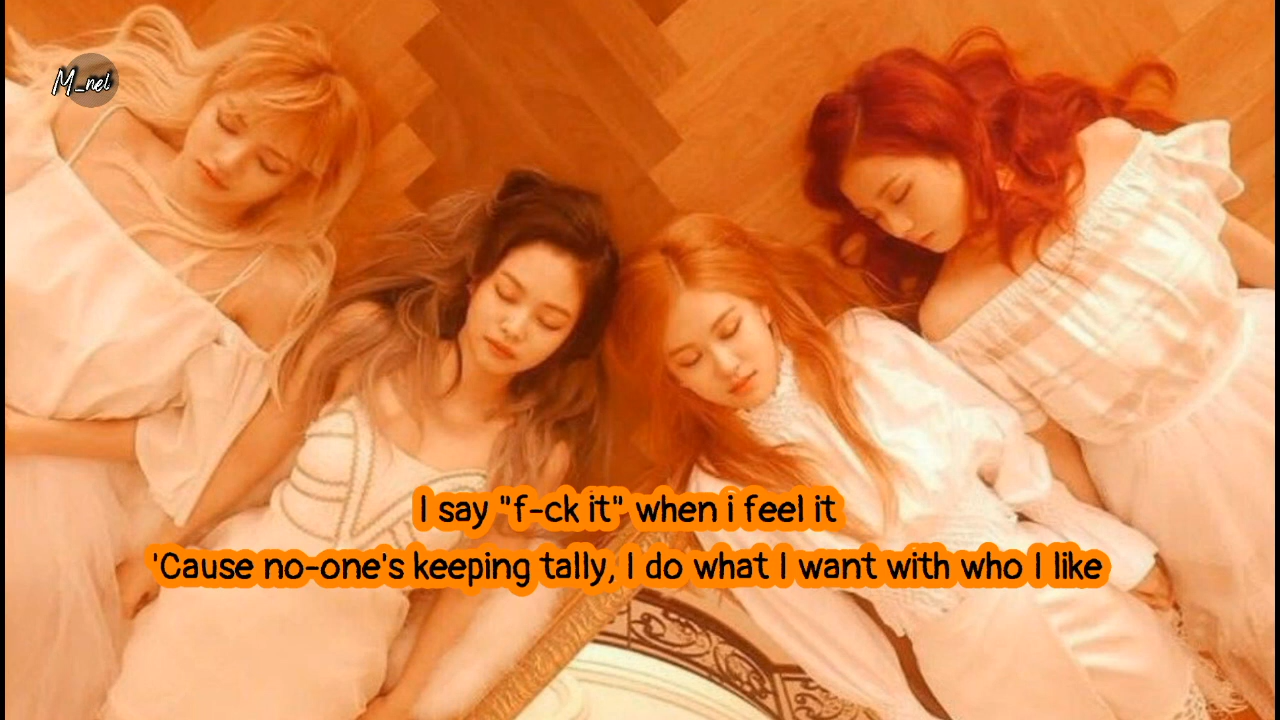 M_nel
I say "f-ck it" when i feel it
'Cause no-one's keeping tally, I do what I want with who I like